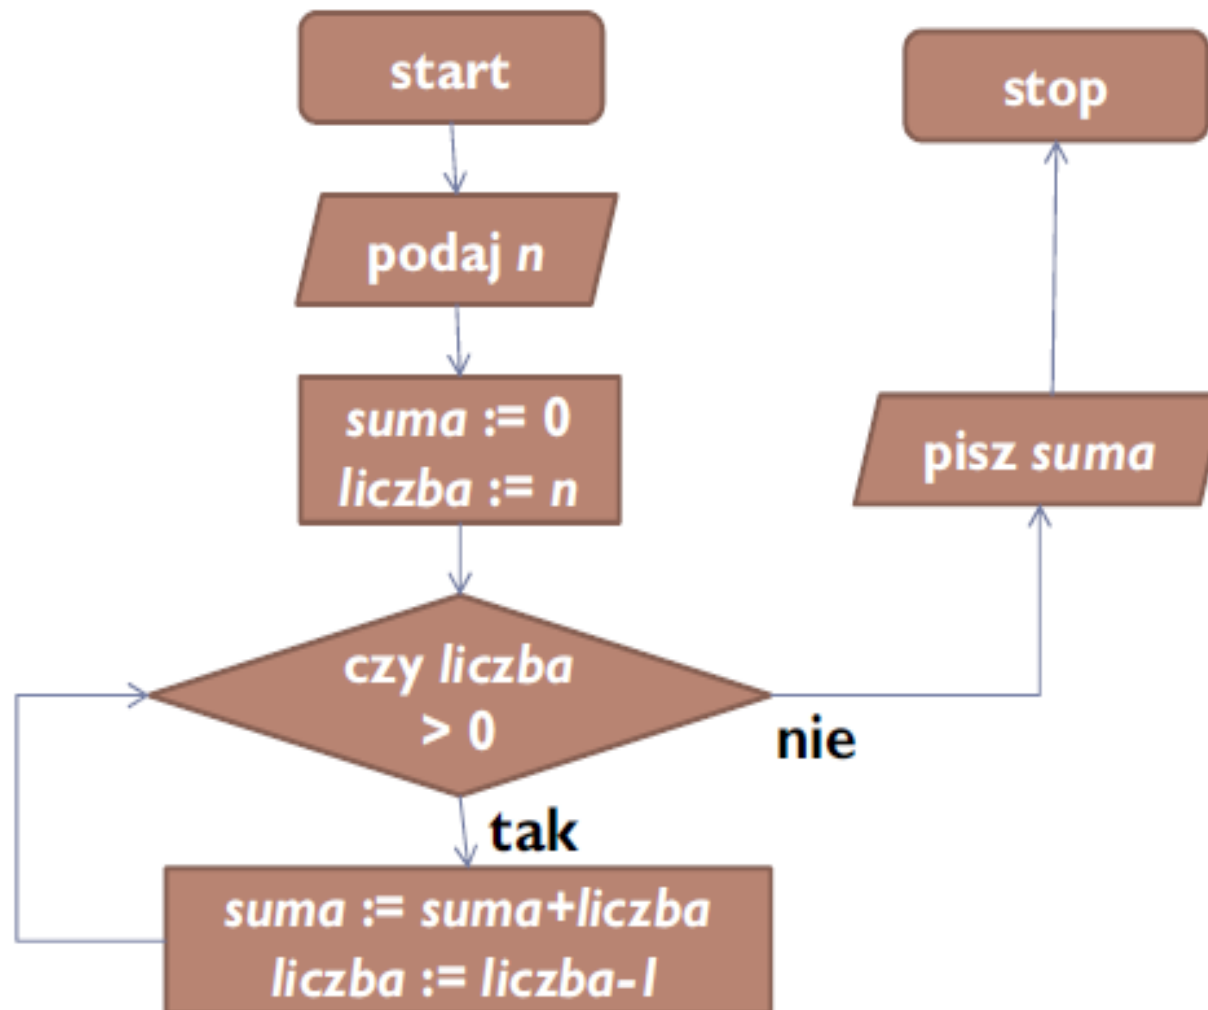 start
podaj n
suma := 0
liczba := n
czy liczba
> 0
tak
suma := suma+liczba
liczba := liczba-1
nie
pisz suma
stop